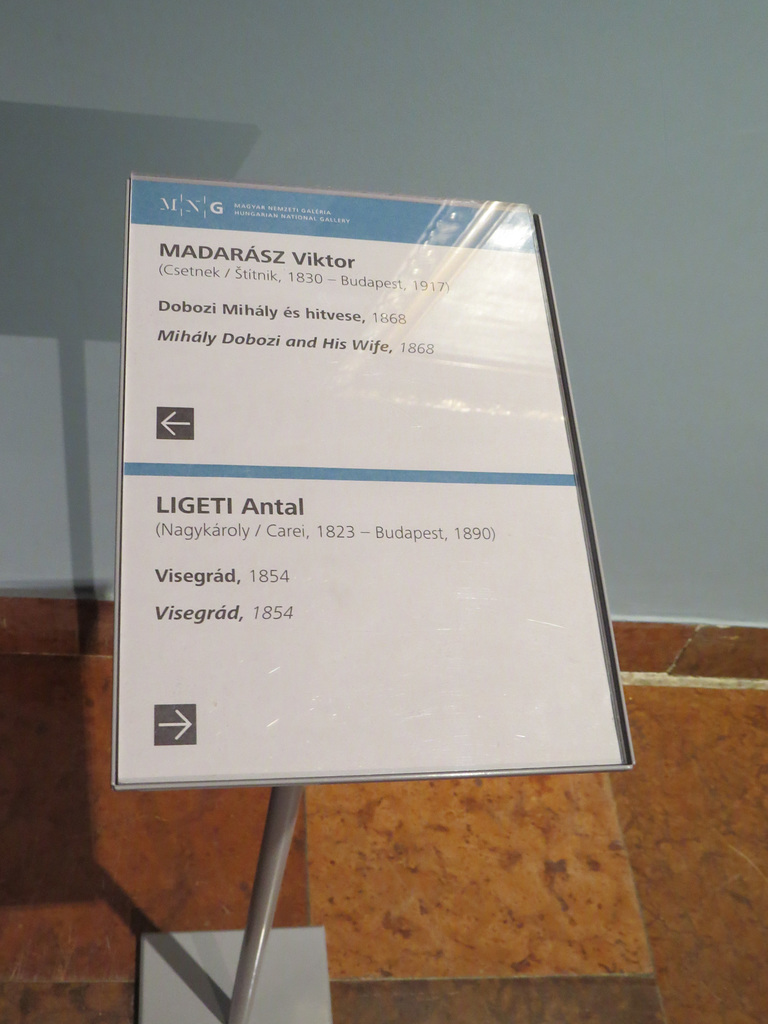 M|N|G MAGYAR NEMZETI GALÉRIA
HUNGARIAN NATIONAL GALLERY
MADARÁSZ Viktor
(Csetnek / Štítnik, 1830 – Budapest, 1917)
Dobozi Mihály és hitvese, 1868
Mihály Dobozi and His Wife, 1868
←
LIGETI Antal
(Nagykároly / Carei, 1823 – Budapest, 1890)
Visegrád, 1854
Visegrád, 1854
→